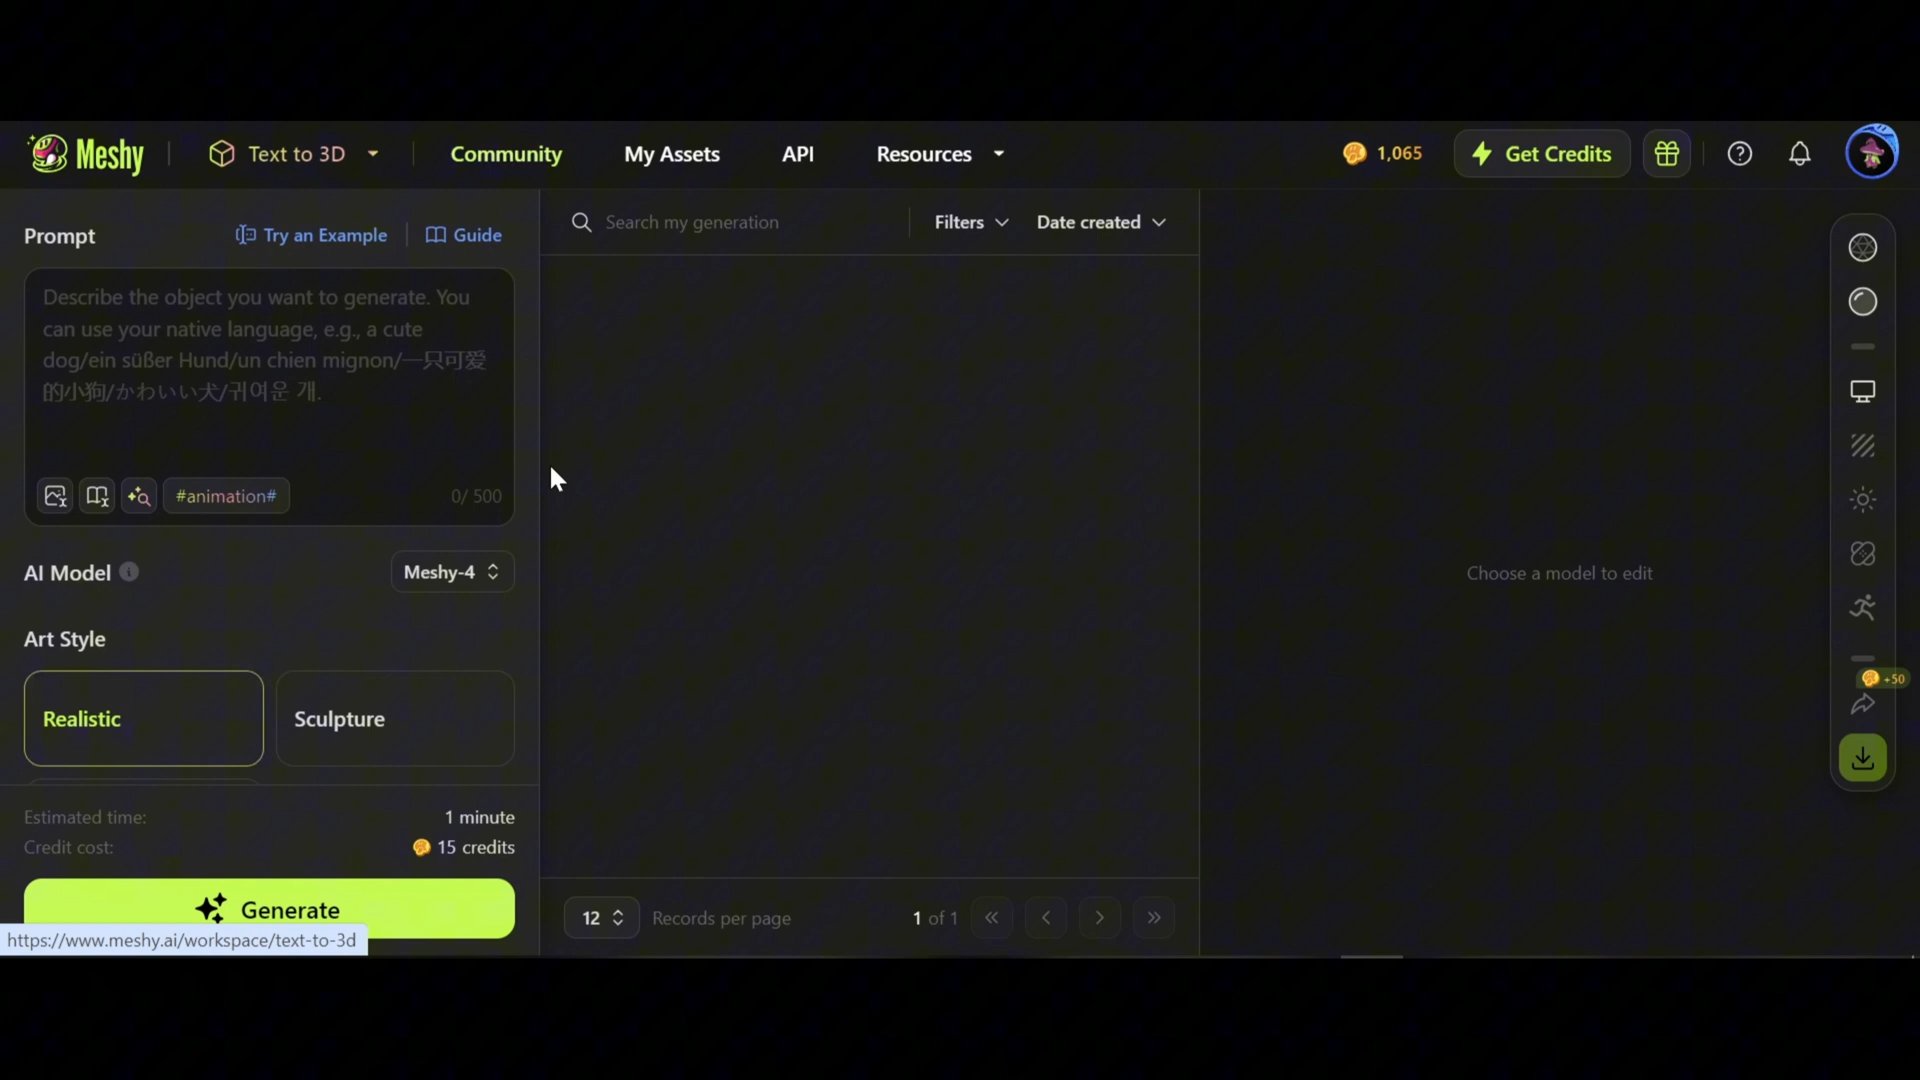 Meshy
Text to 3D
Community
My Assets
API
Resources
1,065
Get Credits
Prompt
Try an Example
Guide
Describe the object you want to generate. You
can use your native language, e.g., a cute
dog/ein süßer Hund/un chien mignon/一只可爱
的小狗/かわいい犬/귀여운 개.
#animation#
0/ 500
AI Model
Meshy-4
Art Style
Realistic
Sculpture
Estimated time:
1 minute
Credit cost:
15 credits
Generate
https://www.meshy.ai/workspace/text-to-3d
Search my generation
Filters
Date created
12
Records per page
1 of 1
Choose a model to edit
+50